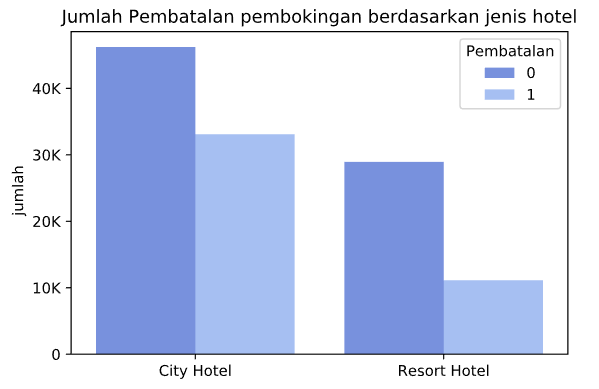 Jumlah Pembatalan pembokingan berdasarkan jenis hotel
Pembatalan
0
1
40K
30K
20K
10K
0
jumlah
City Hotel
Resort Hotel